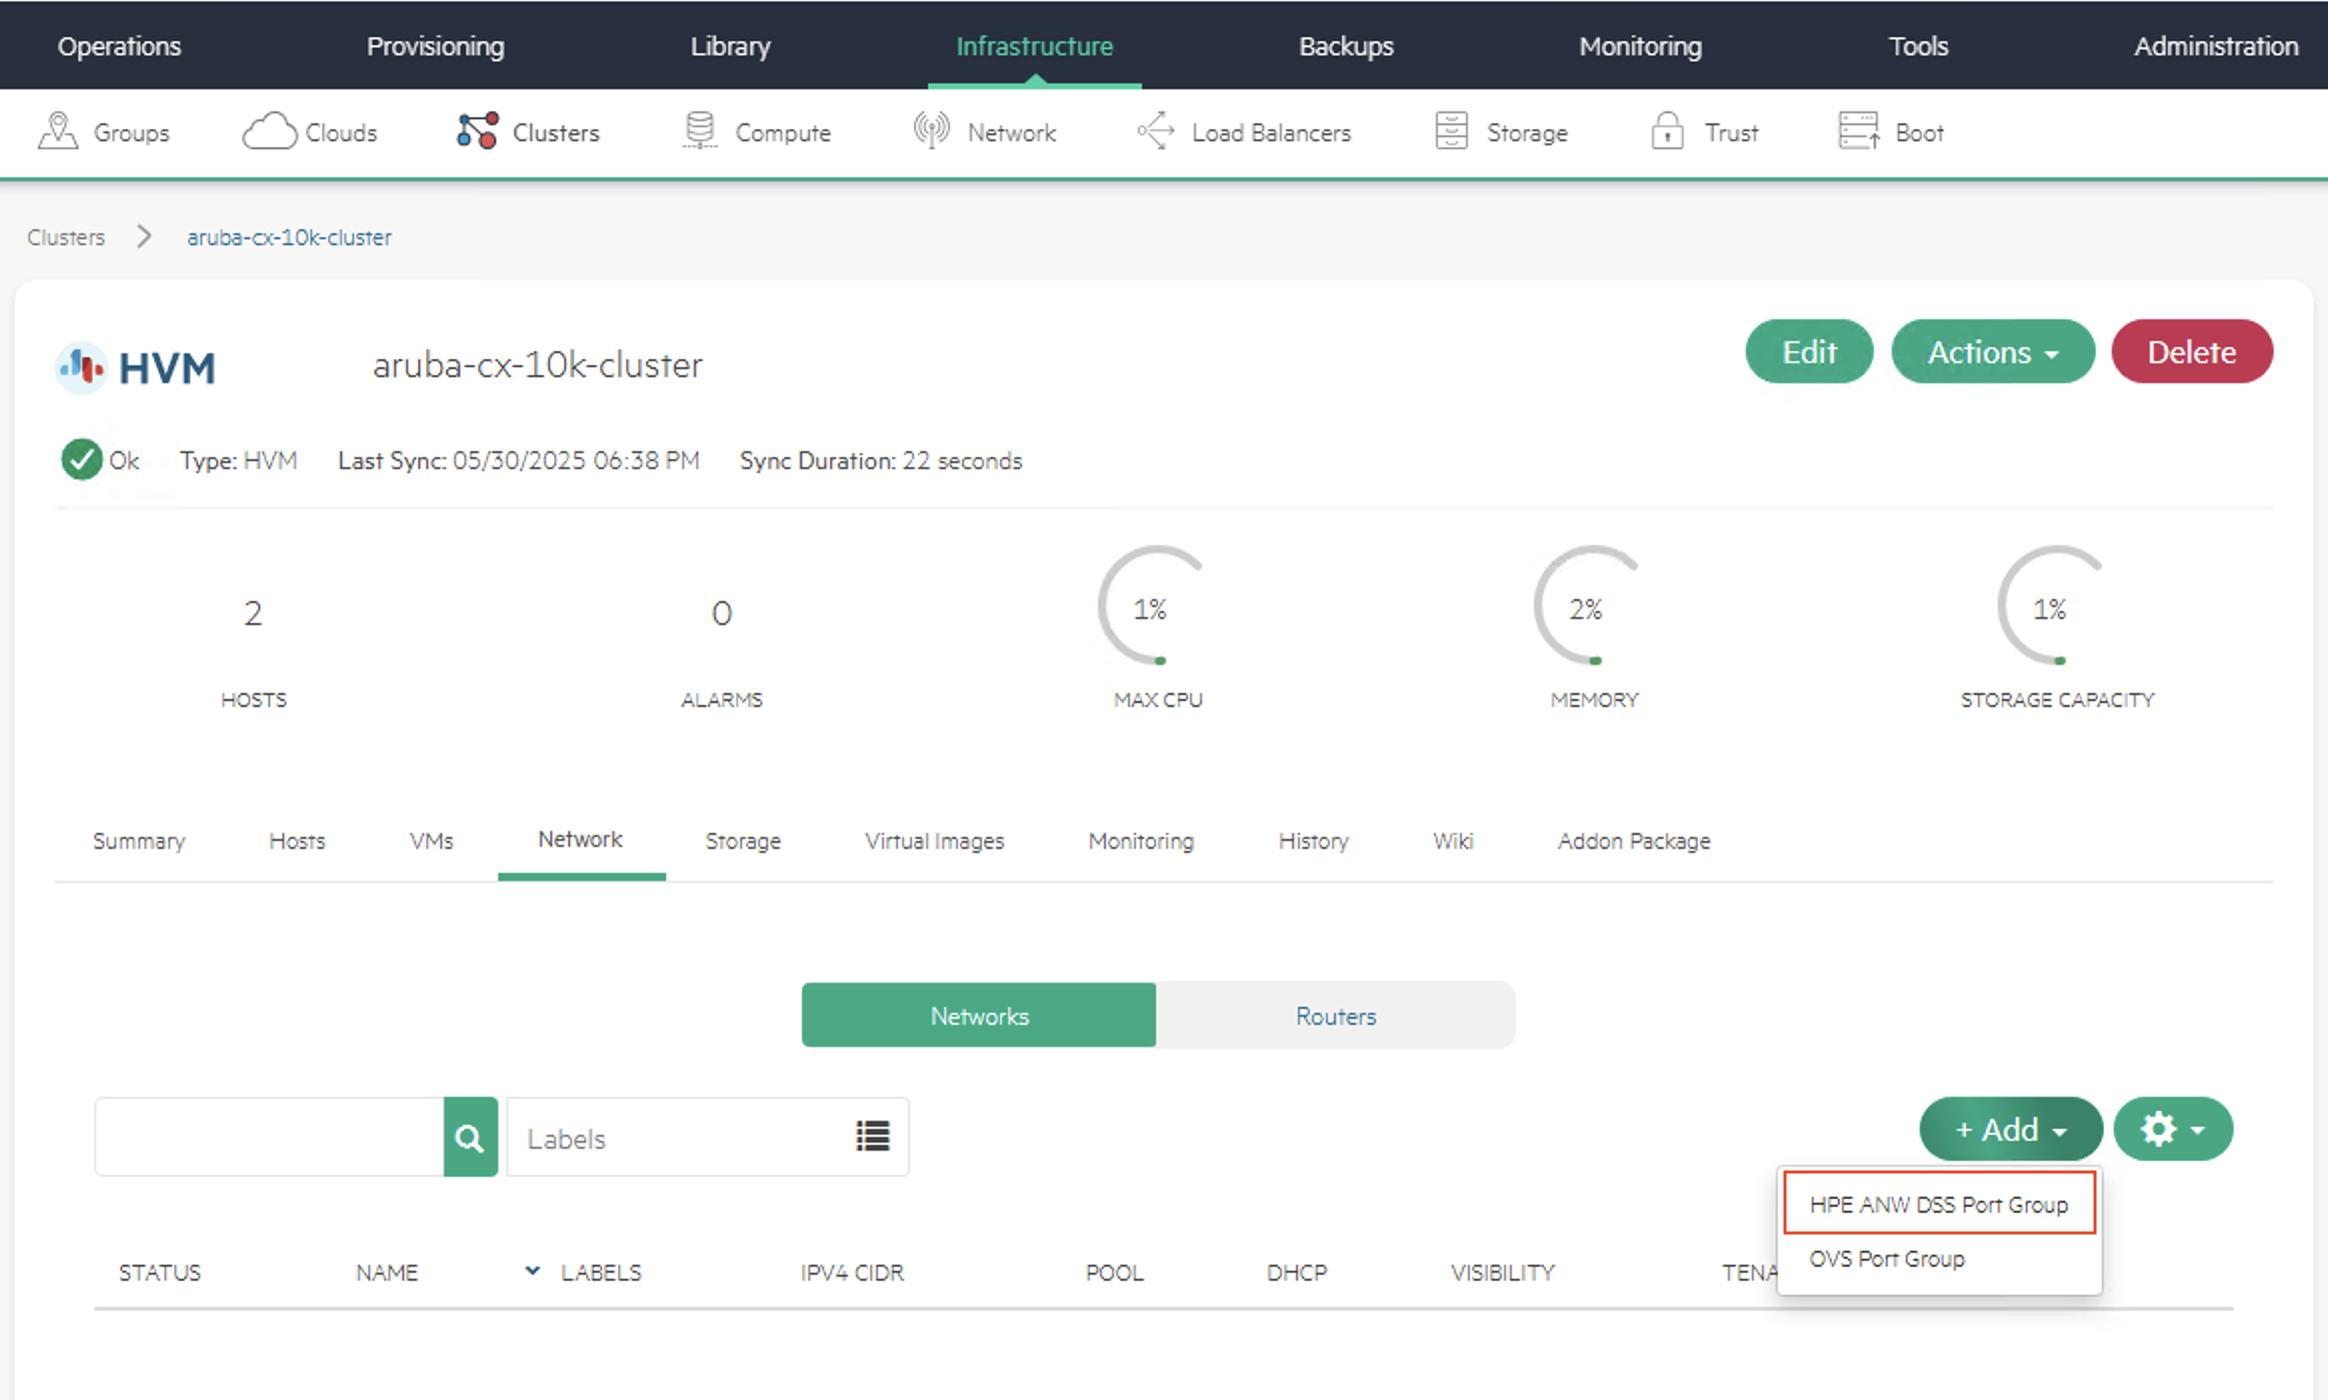 Operations Provisioning Library Infrastructure Backups Monitoring Tools Administration
Groups Clouds Clusters Compute Network Load Balancers Storage Trust Boot
Clusters aruba-cx-10k-cluster
HVM aruba-cx-10k-cluster Edit Actions Delete
Ok Type: HVM Last Sync: 05/30/2025 06:38 PM Sync Duration: 22 seconds
2 0 1% 2% 1%
HOSTS ALARMS MAX CPU MEMORY STORAGE CAPACITY
Summary Hosts VMs Network Storage Virtual Images Monitoring History Wiki Addon Package
Networks Routers
Labels + Add
HPE ANW DSS Port Group
OVS Port Group
STATUS NAME LABELS IPV4 CIDR POOL DHCP VISIBILITY TENA